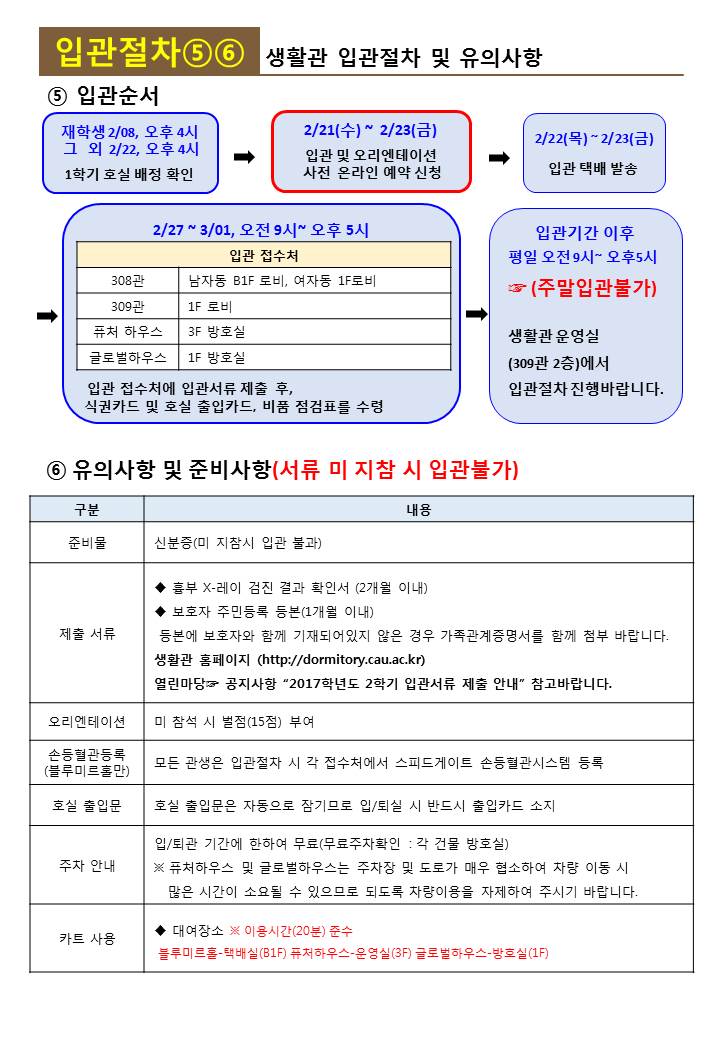 입관절차⑤⑥ 생활관 입관절차 및 유의사항
⑤ 입관순서
재학생 2/08, 오후 4시
그 외 2/22, 오후 4시
1학기 호실 배정 확인
2/21(수) ~ 2/23(금)
입관 및 오리엔테이션
사전 온라인 예약 신청
2/22(목) ~ 2/23(금)
입관 택배 발송
2/27 ~ 3/01, 오전 9시~ 오후 5시
입관 접수처
308관 남자동 B1F 로비, 여자동 1F로비
309관 1F 로비
퓨처 하우스 3F 방호실
글로벌하우스 1F 방호실
입관 접수처에 입관서류 제출 후,
식권카드 및 호실 출입카드, 비품 점검표를 수령
입관기간 이후
평일 오전 9시~ 오후5시
☞ (주말입관불가)
생활관 운영실
(309관 2층)에서
입관절차 진행바랍니다.
⑥ 유의사항 및 준비사항(서류 미 지참 시 입관불가)
구분 내용
준비물 신분증(미 지참시 입관 불과)
제출 서류
◆ 흉부 X-레이 검진 결과 확인서 (2개월 이내)
◆ 보호자 주민등록 등본(1개월 이내)
등본에 보호자와 함께 기재되어있지 않은 경우 가족관계증명서를 함께 첨부 바랍니다.
생활관 홈페이지 (http://dormitory.cau.ac.kr)
열린마당☞ 공지사항 “2017학년도 2학기 입관서류 제출 안내” 참고바랍니다.
오리엔테이션 미 참석 시 벌점(15점) 부여
손등혈관등록
(블루미르홀만)
모든 관생은 입관절차 시 각 접수처에서 스피드게이트 손등혈관시스템 등록
호실 출입문 호실 출입문은 자동으로 잠기므로 입/퇴실 시 반드시 출입카드 소지
주차 안내
입/퇴관 기간에 한하여 무료(무료주차확인 : 각 건물 방호실)
※ 퓨처하우스 및 글로벌하우스는 주차장 및 도로가 매우 협소하여 차량 이동 시
많은 시간이 소요될 수 있으므로 되도록 차량이용을 자제하여 주시기 바랍니다.
카트 사용
◆ 대여장소 ※ 이용시간(20분) 준수
블루미르홀-택배실(B1F) 퓨처하우스-운영실(3F) 글로벌하우스-방호실(1F)